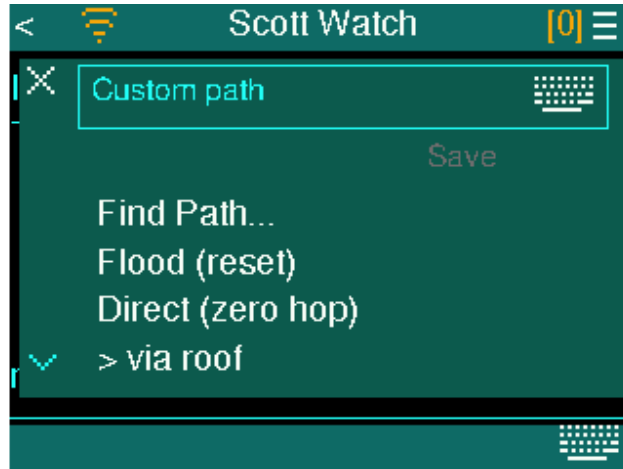 < Scott Watch [0]
Custom path
Save
Find Path...
Flood (reset)
Direct (zero hop)
> via roof